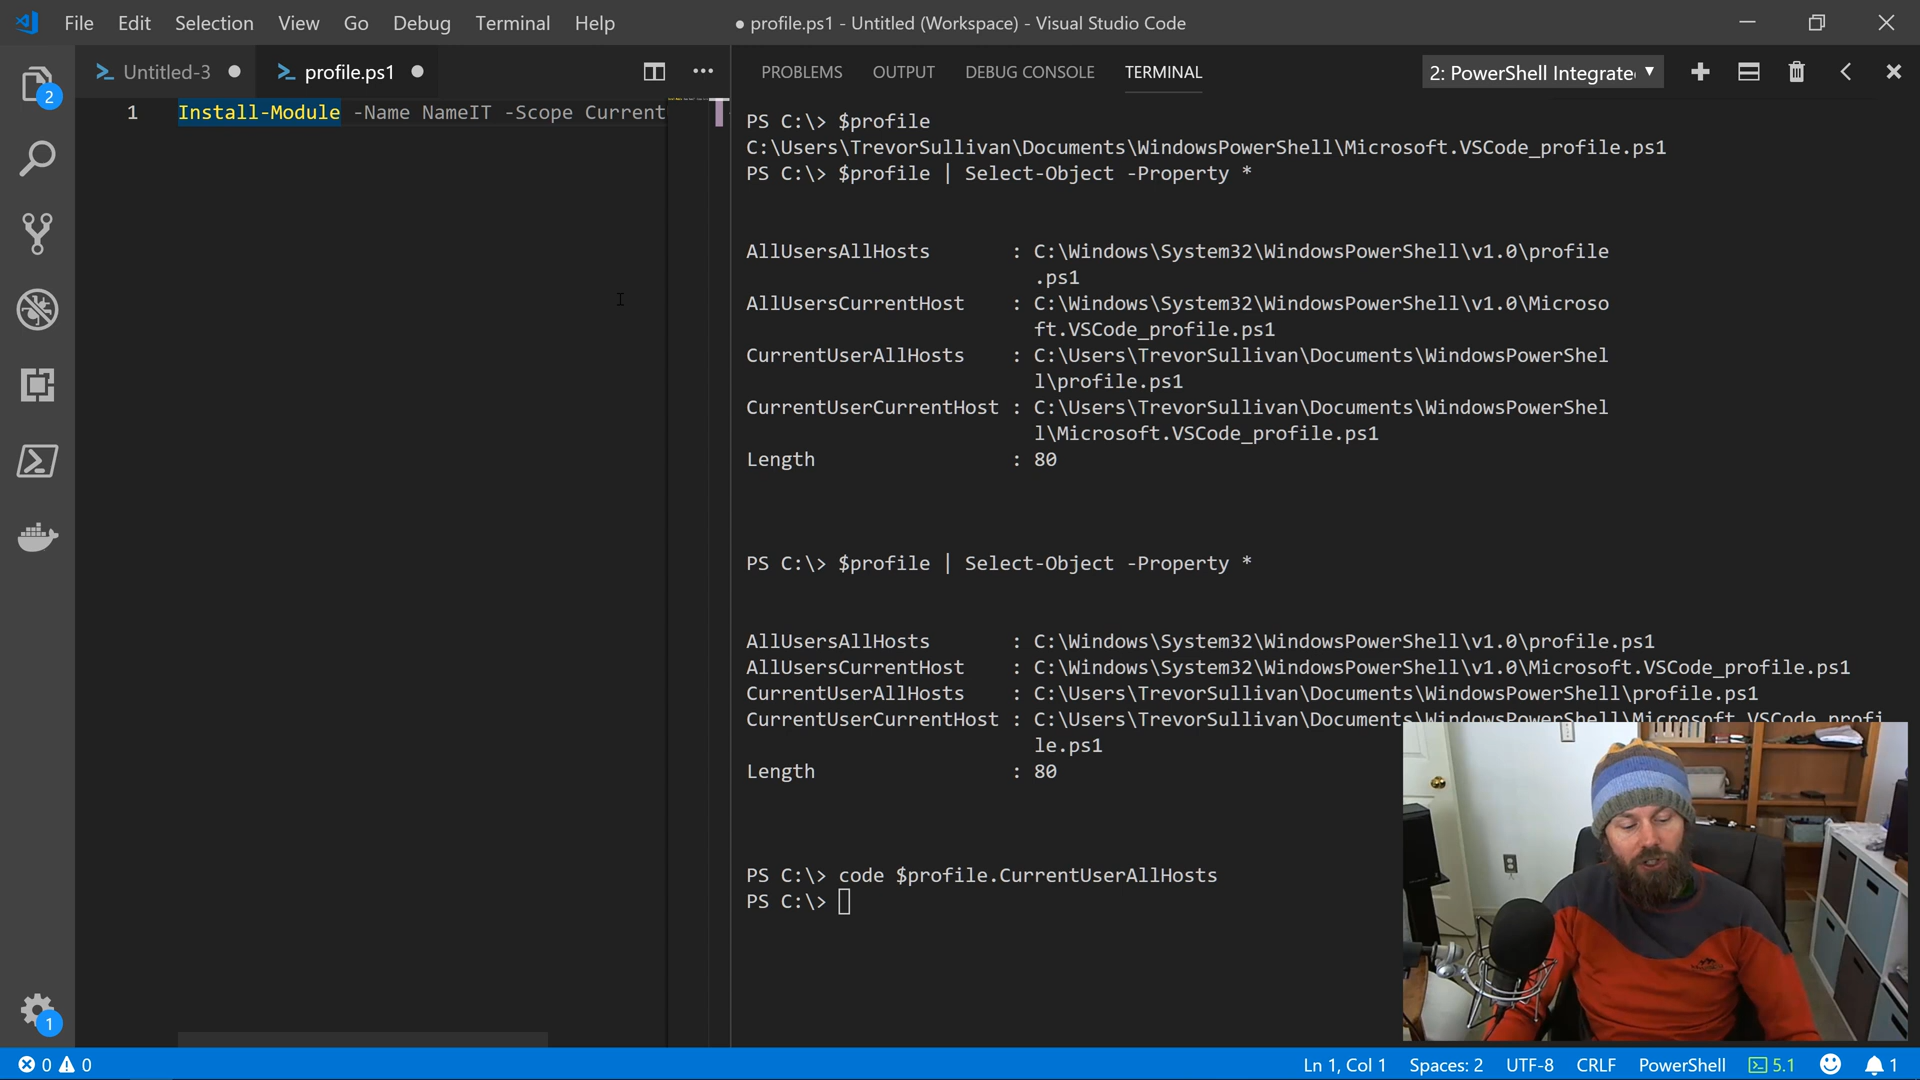 File Edit Selection View Go Debug Terminal Help
● profile.ps1 - Untitled (Workspace) - Visual Studio Code
Untitled-3 ●
profile.ps1 ●
PROBLEMS OUTPUT DEBUG CONSOLE TERMINAL
2: PowerShell Integrate
2
1 Install-Module -Name NameIT -Scope Current
PS C:\> $profile
C:\Users\TrevorSullivan\Documents\WindowsPowerShell\Microsoft.VSCode_profile.ps1
PS C:\> $profile | Select-Object -Property *
AllUsersAllHosts : C:\Windows\System32\WindowsPowerShell\v1.0\profile
.ps1
AllUsersCurrentHost : C:\Windows\System32\WindowsPowerShell\v1.0\Microso
ft.VSCode_profile.ps1
CurrentUserAllHosts : C:\Users\TrevorSullivan\Documents\WindowsPowerShel
l\profile.ps1
CurrentUserCurrentHost : C:\Users\TrevorSullivan\Documents\WindowsPowerShel
l\Microsoft.VSCode_profile.ps1
Length : 80
PS C:\> $profile | Select-Object -Property *
AllUsersAllHosts : C:\Windows\System32\WindowsPowerShell\v1.0\profile.ps1
AllUsersCurrentHost : C:\Windows\System32\WindowsPowerShell\v1.0\Microsoft.VSCode_profile.ps1
CurrentUserAllHosts : C:\Users\TrevorSullivan\Documents\WindowsPowerShell\profile.ps1
CurrentUserCurrentHost : C:\Users\TrevorSullivan\Documents\WindowsPowerShell\Microsoft.VSCode_profi
le.ps1
Length : 80
PS C:\> code $profile.CurrentUserAllHosts
PS C:\>
1
0 0
Ln 1, Col 1 Spaces: 2 UTF-8 CRLF PowerShell 5.1 1